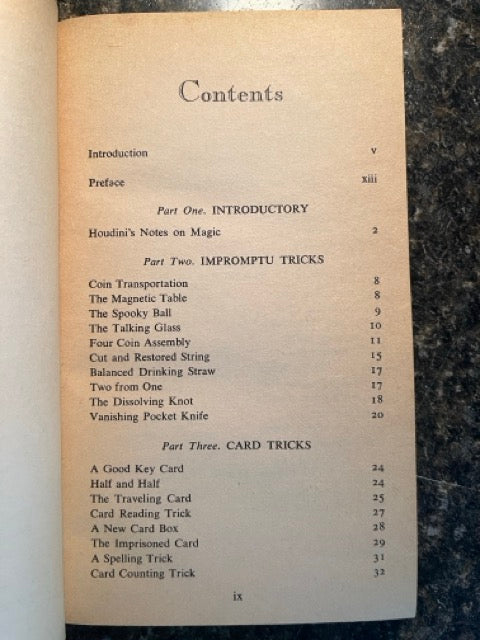 Contents
Introduction v
Preface xiii
Part One. INTRODUCTORY
Houdini's Notes on Magic 2
Part Two. IMPROMPTU TRICKS
Coin Transportation 8
The Magnetic Table 8
The Spooky Ball 9
The Talking Glass 10
Four Coin Assembly 11
Cut and Restored String 15
Balanced Drinking Straw 17
Two from One 17
The Dissolving Knot 18
Vanishing Pocket Knife 20
Part Three. CARD TRICKS
A Good Key Card 24
Half and Half 24
The Traveling Card 25
Card Reading Trick 27
A New Card Box 28
The Imprisoned Card 29
A Spelling Trick 31
Card Counting Trick 32
ix